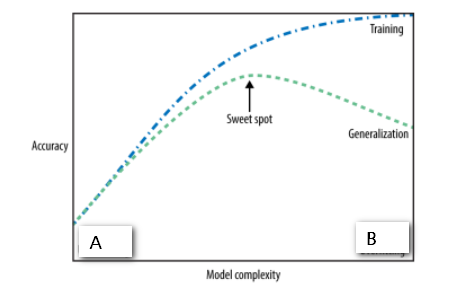 Training
Sweet spot
Generalization
Accuracy
A
B
Model complexity